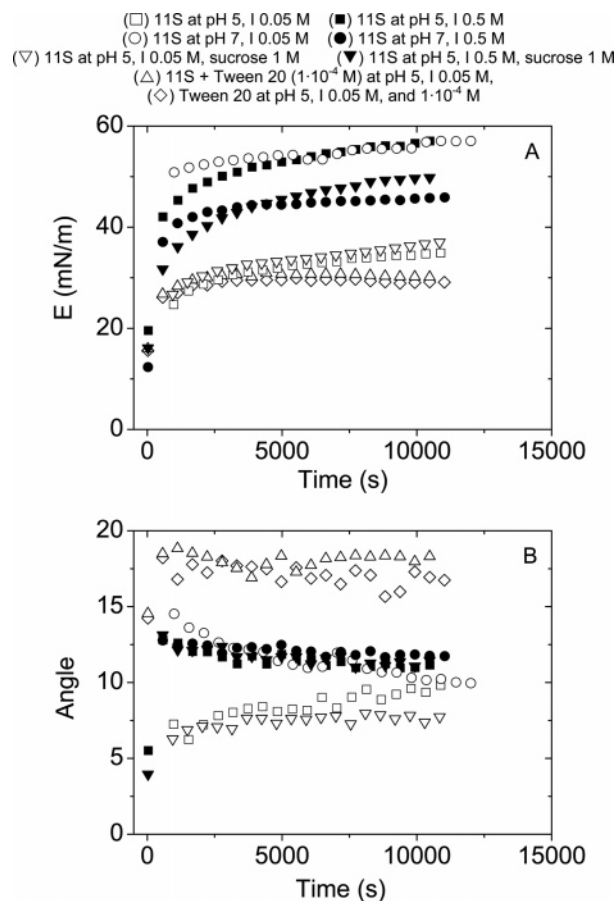 (□) 11S at pH 5, I 0.05 M (■) 11S at pH 5, I 0.5 M
(○) 11S at pH 7, I 0.05 M (●) 11S at pH 7, I 0.5 M
(▽) 11S at pH 5, I 0.05 M, sucrose 1 M (▼) 11S at pH 5, I 0.5 M, sucrose 1 M
(△) 11S + Tween 20 (1·10⁻⁴ M) at pH 5, I 0.05 M,
(◇) Tween 20 at pH 5, I 0.05 M, and 1·10⁻⁴ M
A
E (mN/m)
60
40
20
0
0 5000 10000 15000
Time (s)
B
Angle
20
15
10
5
0
0 5000 10000 15000
Time (s)